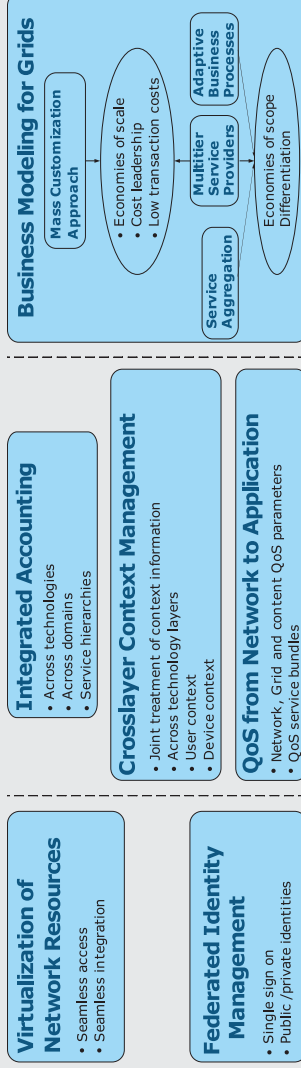 Virtualization of
Network Resources
• Seamless access
• Seamless integration
Federated Identity
Management
• Single sign on
• Public /private identities
Integrated Accounting
• Across technologies
• Across domains
• Service hierarchies
Crosslayer Context Management
• Joint treatment of context information
• Across technology layers
• User context
• Device context
QoS from Network to Application
• Network, Grid and content QoS parameters
• QoS service bundles
Business Modeling for Grids
Mass Customization
Approach
• Economies of scale
• Cost leadership
• Low transaction costs
Service
Aggregation
Multitier
Service
Providers
Adaptive
Business
Processes
Economies of scope
Differentiation